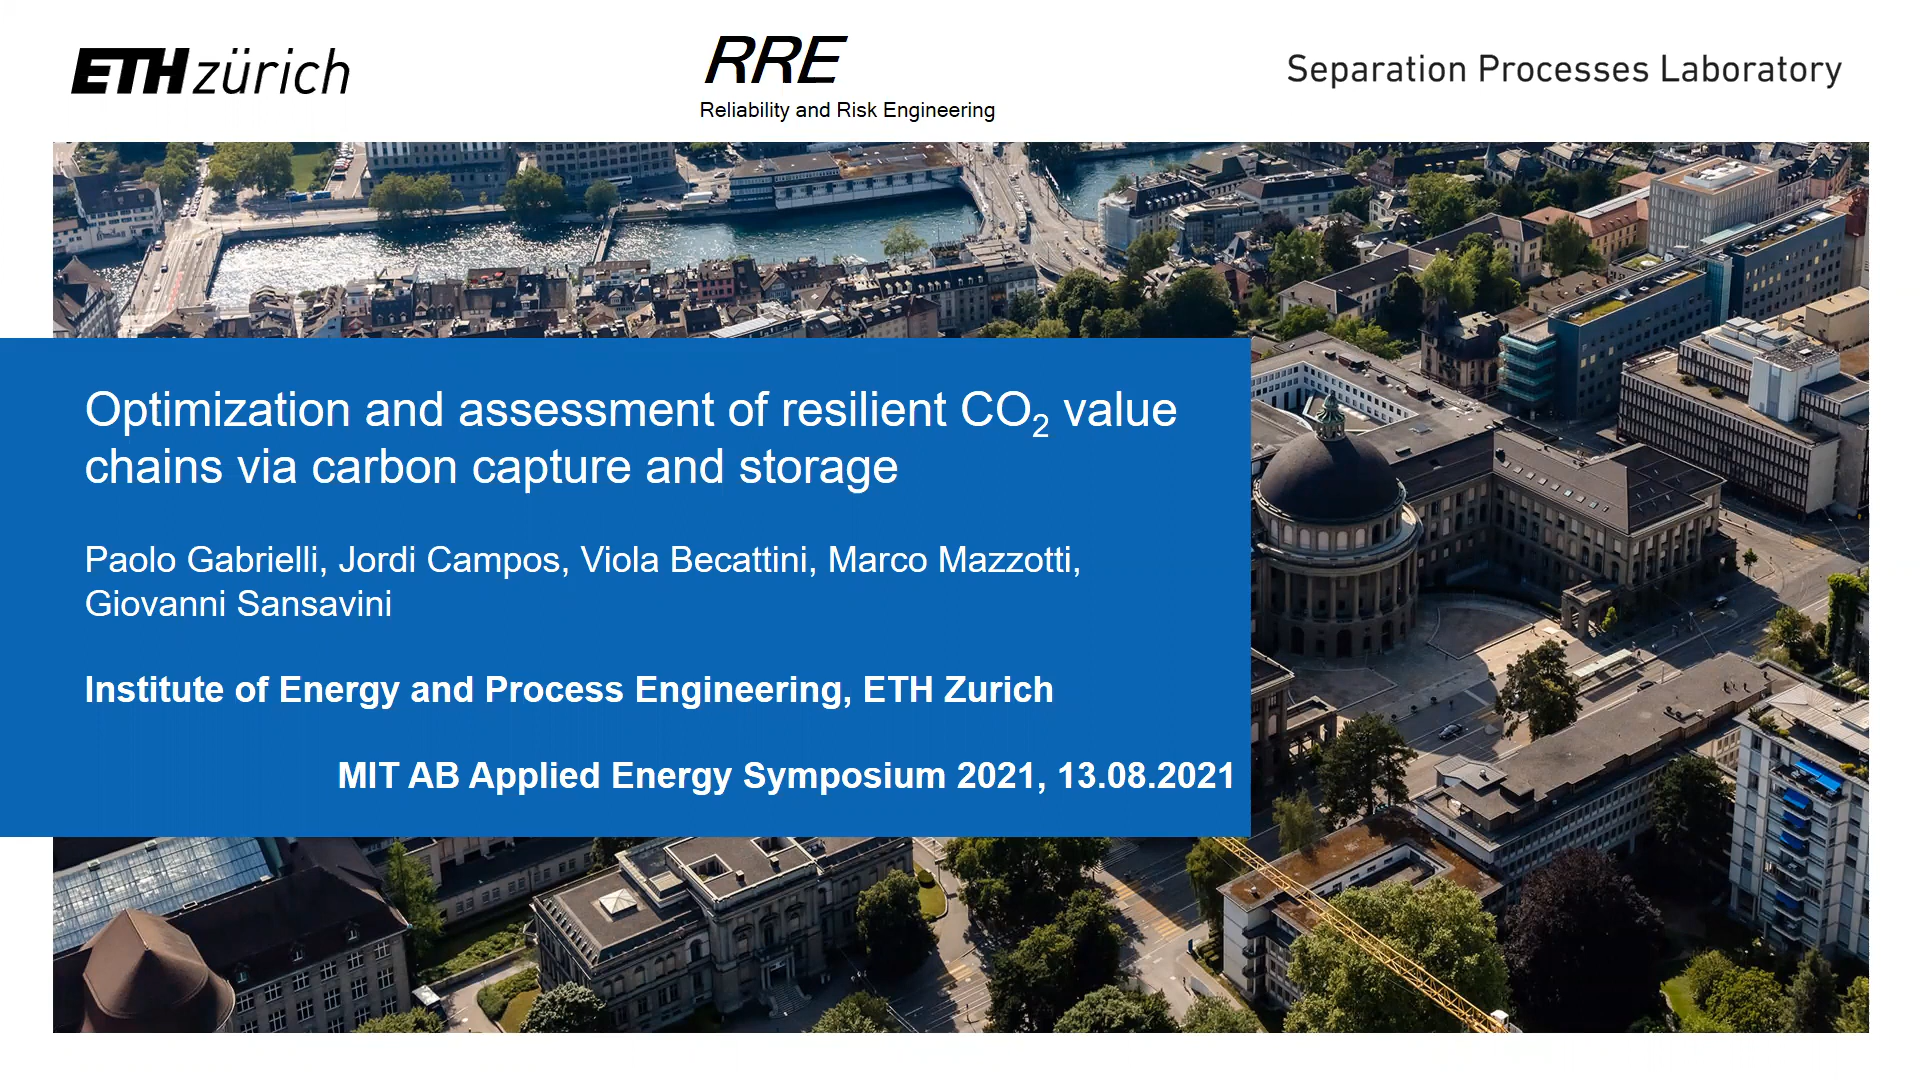 ETH zürich
RRE
Reliability and Risk Engineering
Separation Processes Laboratory
Optimization and assessment of resilient CO₂ value
chains via carbon capture and storage
Paolo Gabrielli, Jordi Campos, Viola Becattini, Marco Mazzotti,
Giovanni Sansavini
Institute of Energy and Process Engineering, ETH Zurich
MIT AB Applied Energy Symposium 2021, 13.08.2021